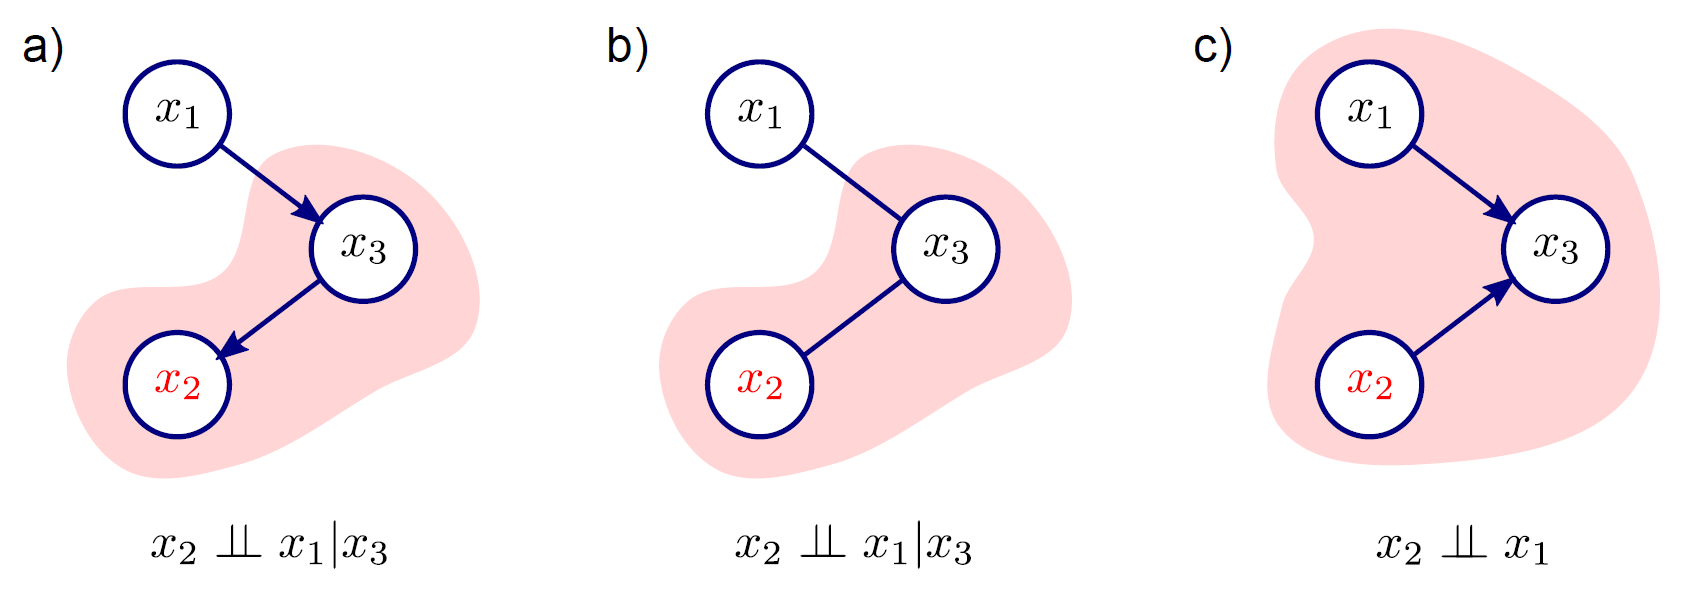 a) b) c)
x₁ x₁ x₁
x₃ x₃ x₃
x₂ x₂ x₂
x₂ ⫫ x₁|x₃ x₂ ⫫ x₁|x₃ x₂ ⫫ x₁